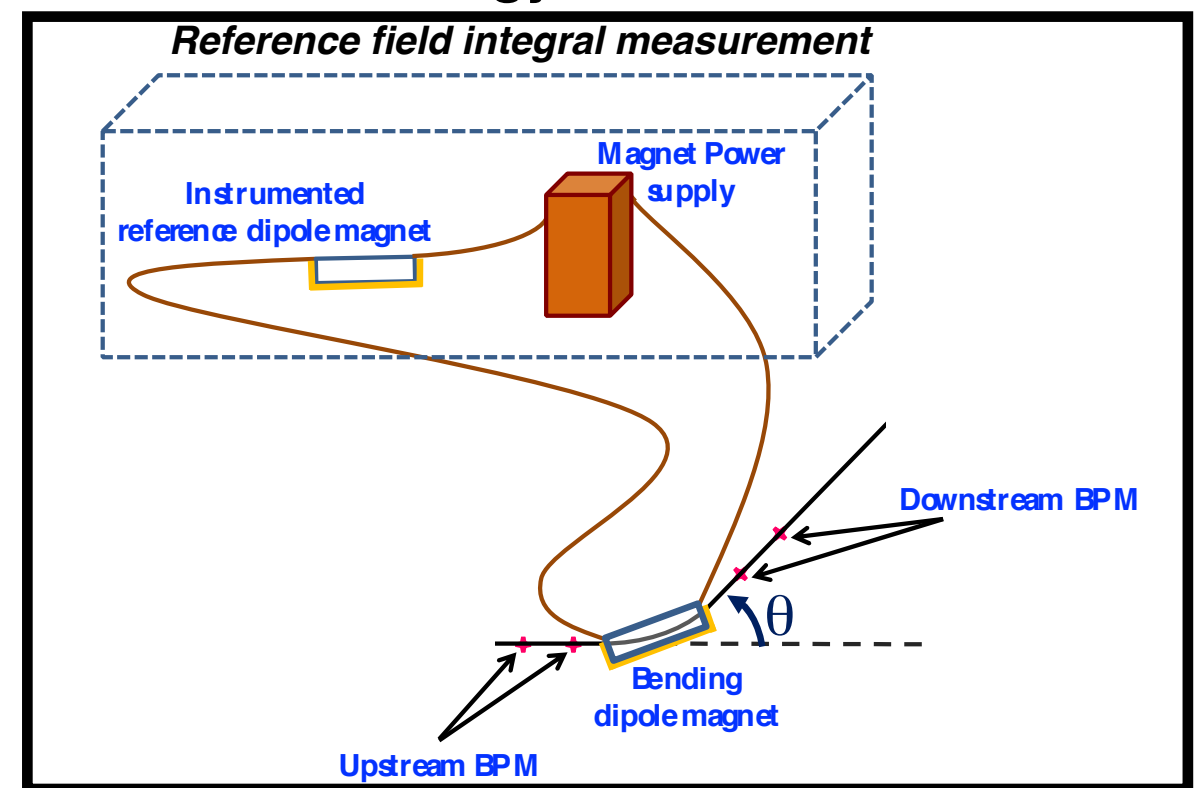 Reference field integral measurement
Magnet Power
supply
Instrumented
reference dipole magnet
Downstream BPM
θ
Bending
dipole magnet
Upstream BPM